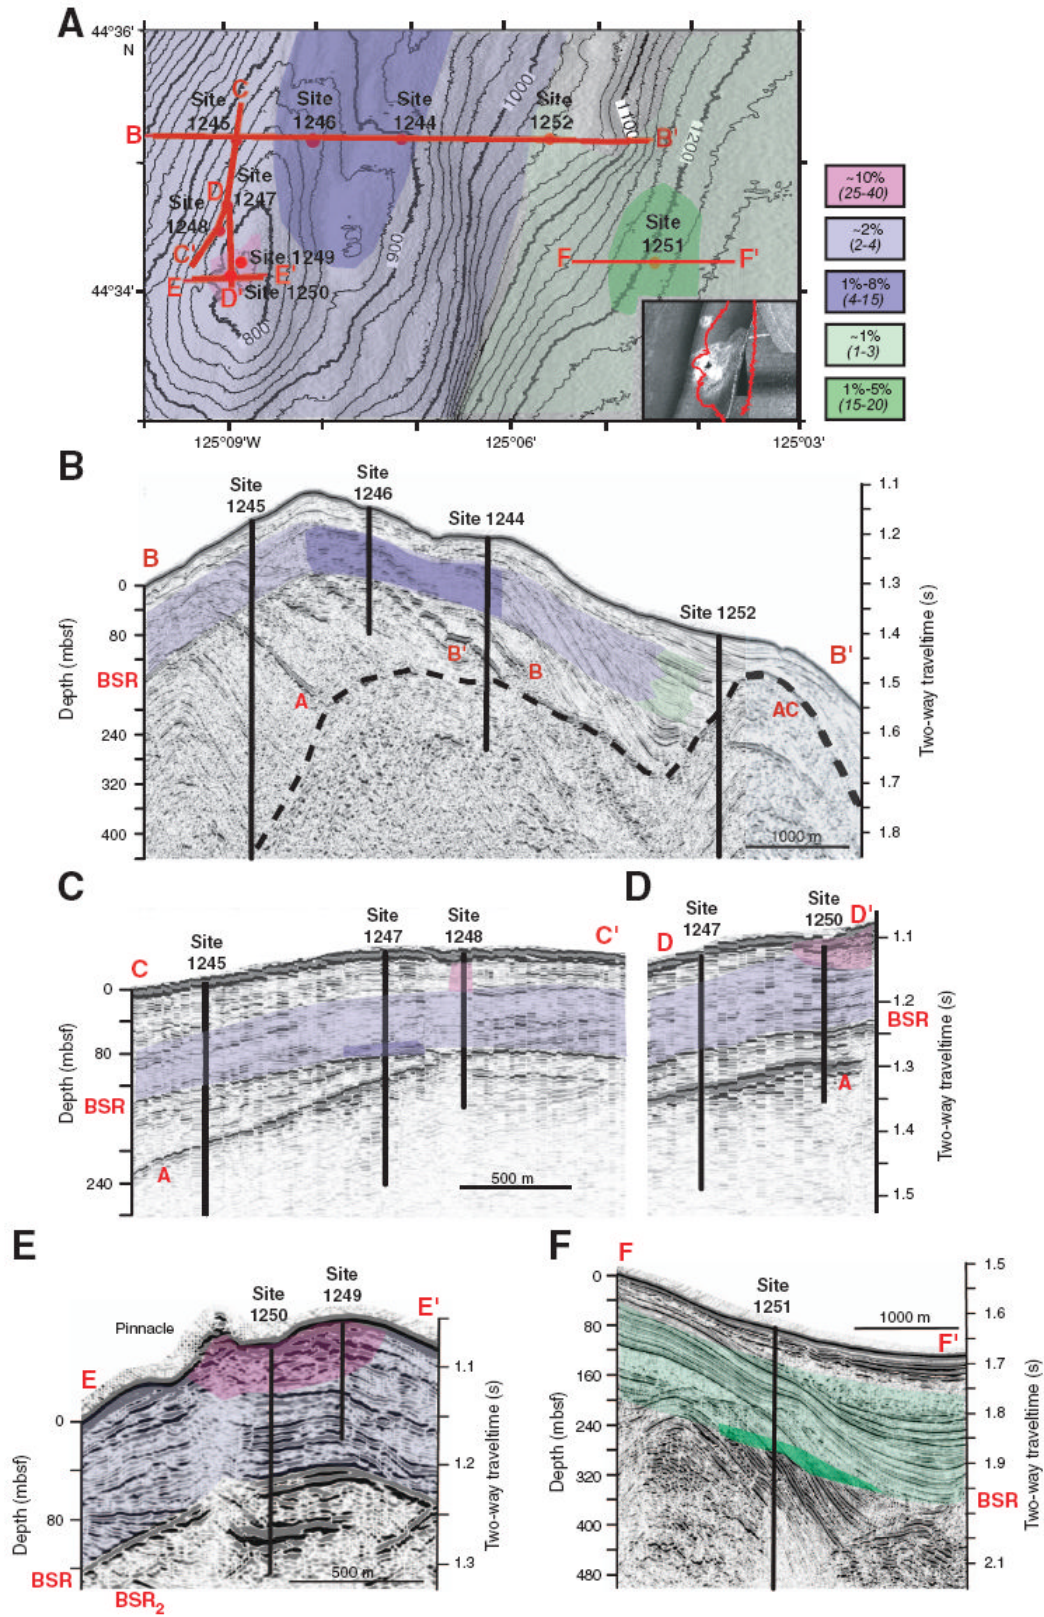 A
44°36'
N
C
Site
1245
Site
1246
Site
1244
1000
Site
1252
1100
1200
B
B'
D
Site
1247
Site
1248
C'
900
Site
1251
F
F'
Site 1249
E
E'
D'
Site 1250
44°34'
800
125°09'W
125°06'
125°03'
~10%
(25-40)
~2%
(2-4)
1%-8%
(4-15)
~1%
(1-3)
1%-5%
(15-20)
B
Site
1245
Site
1246
Site 1244
Site 1252
B
B'
0
80
BSR
240
320
400
Depth (mbsf)
A
B'
B
AC
1000 m
1.1
1.2
1.3
1.4
1.5
1.6
1.7
1.8
Two-way traveltime (s)
C
Site
1245
Site
1247
Site
1248
C
C'
0
80
BSR
240
Depth (mbsf)
A
500 m
D
Site
1247
Site
1250
D
D'
A
1.1
1.2
BSR
1.3
1.4
1.5
Two-way traveltime (s)
E
Pinnacle
Site
1250
Site
1249
E
E'
0
80
BSR
BSR2
Depth (mbsf)
500 m
1.1
1.2
1.3
Two-way traveltime (s)
F
F
Site
1251
1000 m
F'
0
80
160
240
320
400
480
Depth (mbsf)
1.5
1.6
1.7
1.8
1.9
BSR
2.1
Two-way traveltime (s)